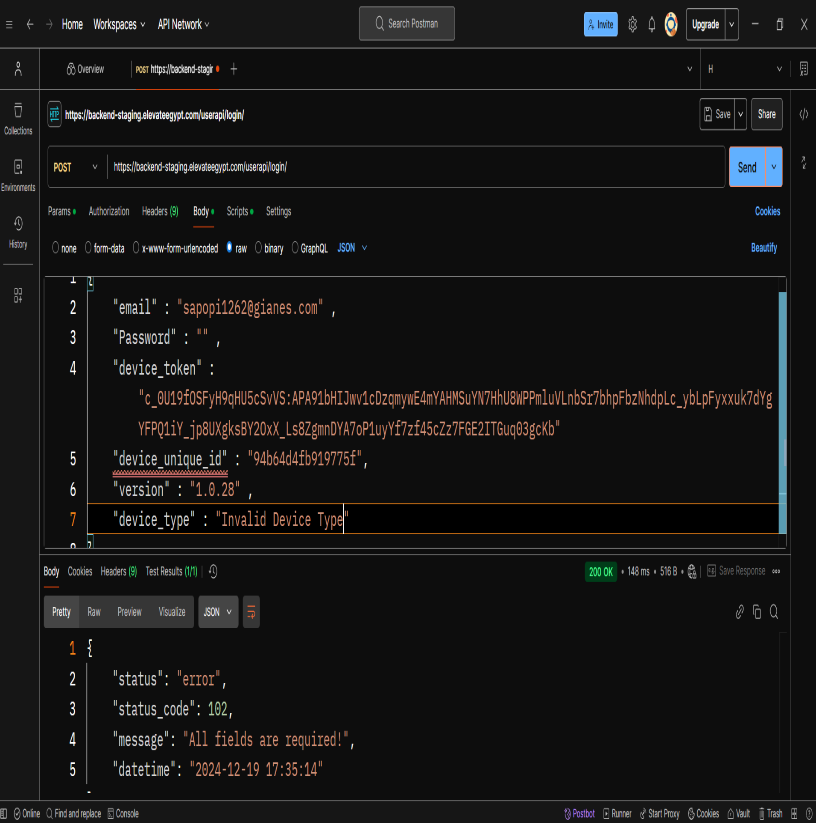 Home Workspaces API Network Search Postman Invite Upgrade
Overview POST https://backend-stagir H
https://backend-staging.elevateegypt.com/userapi/login/ Save Share
Collections
POST https://backend-staging.elevateegypt.com/userapi/login/ Send
Environments
Params Authorization Headers (9) Body Scripts Settings Cookies
History
none form-data x-www-form-urlencoded raw binary GraphQL JSON Beautify
1 {
2 "email" : "sapopi1262@gianes.com" ,
3 "Password" : "" ,
4 "device_token" :
"c_0U19fOSFyH9qHU5cSvVS:APA91bHIJwv1cDzqmywE4mYAHMSuYN7HhU8WPPmluVLnbSr7bhpFbzNhdpLc_ybLpFyxxuk7dYg
YFPQ1iY_jp8UXgksBY2OxX_Ls8ZgmnDYA7oP1uyYf7zf45cZz7FGE2ITGuq03gcKb"
5 "device_unique_id" : "94b64d4fb919775f",
6 "version" : "1.0.28" ,
7 "device_type" : "Invalid Device Type"
8 }
Body Cookies Headers (9) Test Results (1/1) 200 OK • 148 ms • 516 B • Save Response
Pretty Raw Preview Visualize JSON
1 {
2 "status": "error",
3 "status_code": 102,
4 "message": "All fields are required!",
5 "datetime": "2024-12-19 17:35:14"
Online Find and replace Console Postbot Runner Start Proxy Cookies Vault Trash